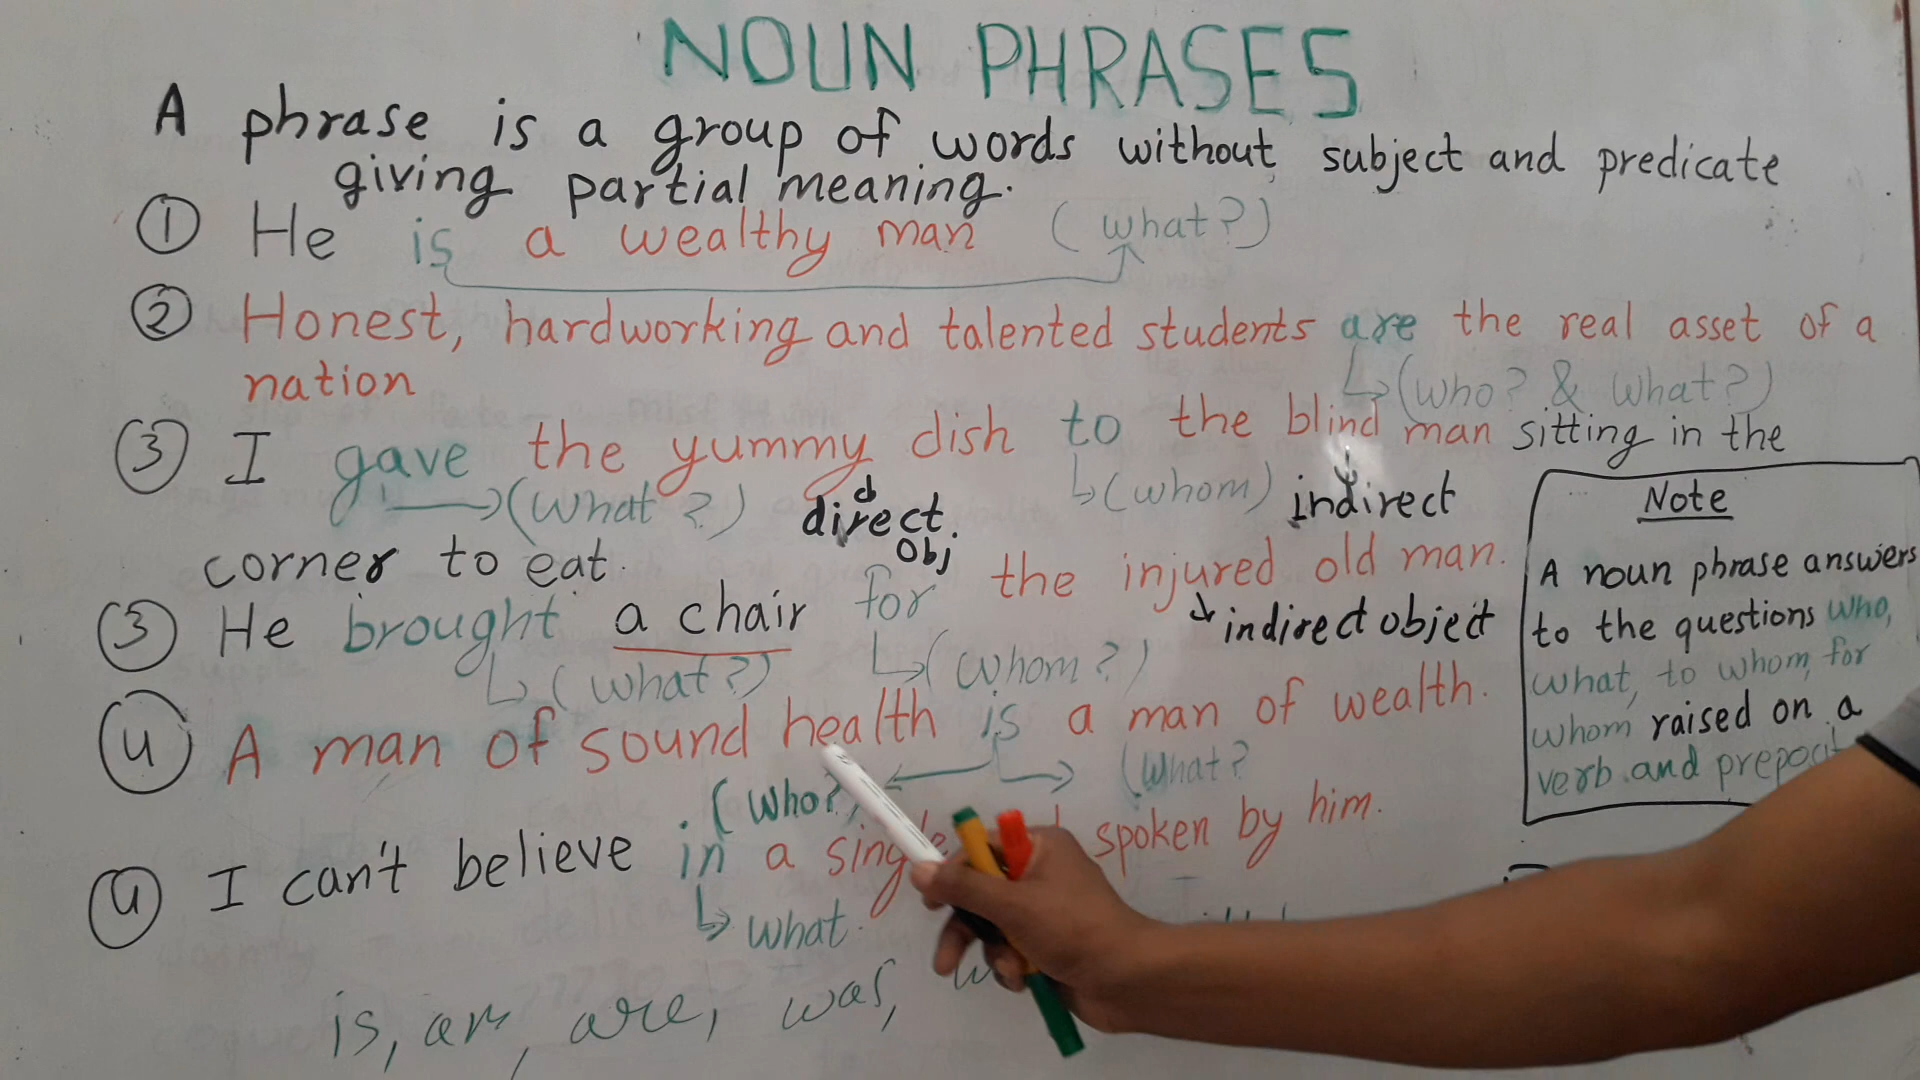 NOUN PHRASES
A phrase is a group of words without subject and predicate
giving partial meaning.
① He is a wealthy man (what?)
② Honest, hardworking and talented students are the real asset of a
nation
(who? & what?)
③ I gave the yummy dish to the blind man sitting in the
(what?) direct obj (whom) indirect
corner to eat.
③ He brought a chair for the injured old man.
indirect object
(what?) (whom?)
④ A man of sound health is a man of wealth.
(who?) (what?
④ I can't believe in a spoken by him.
what.
is, am, are, was,
Note
A noun phrase answers
to the questions who,
what, to whom, for
whom raised on a
verb and